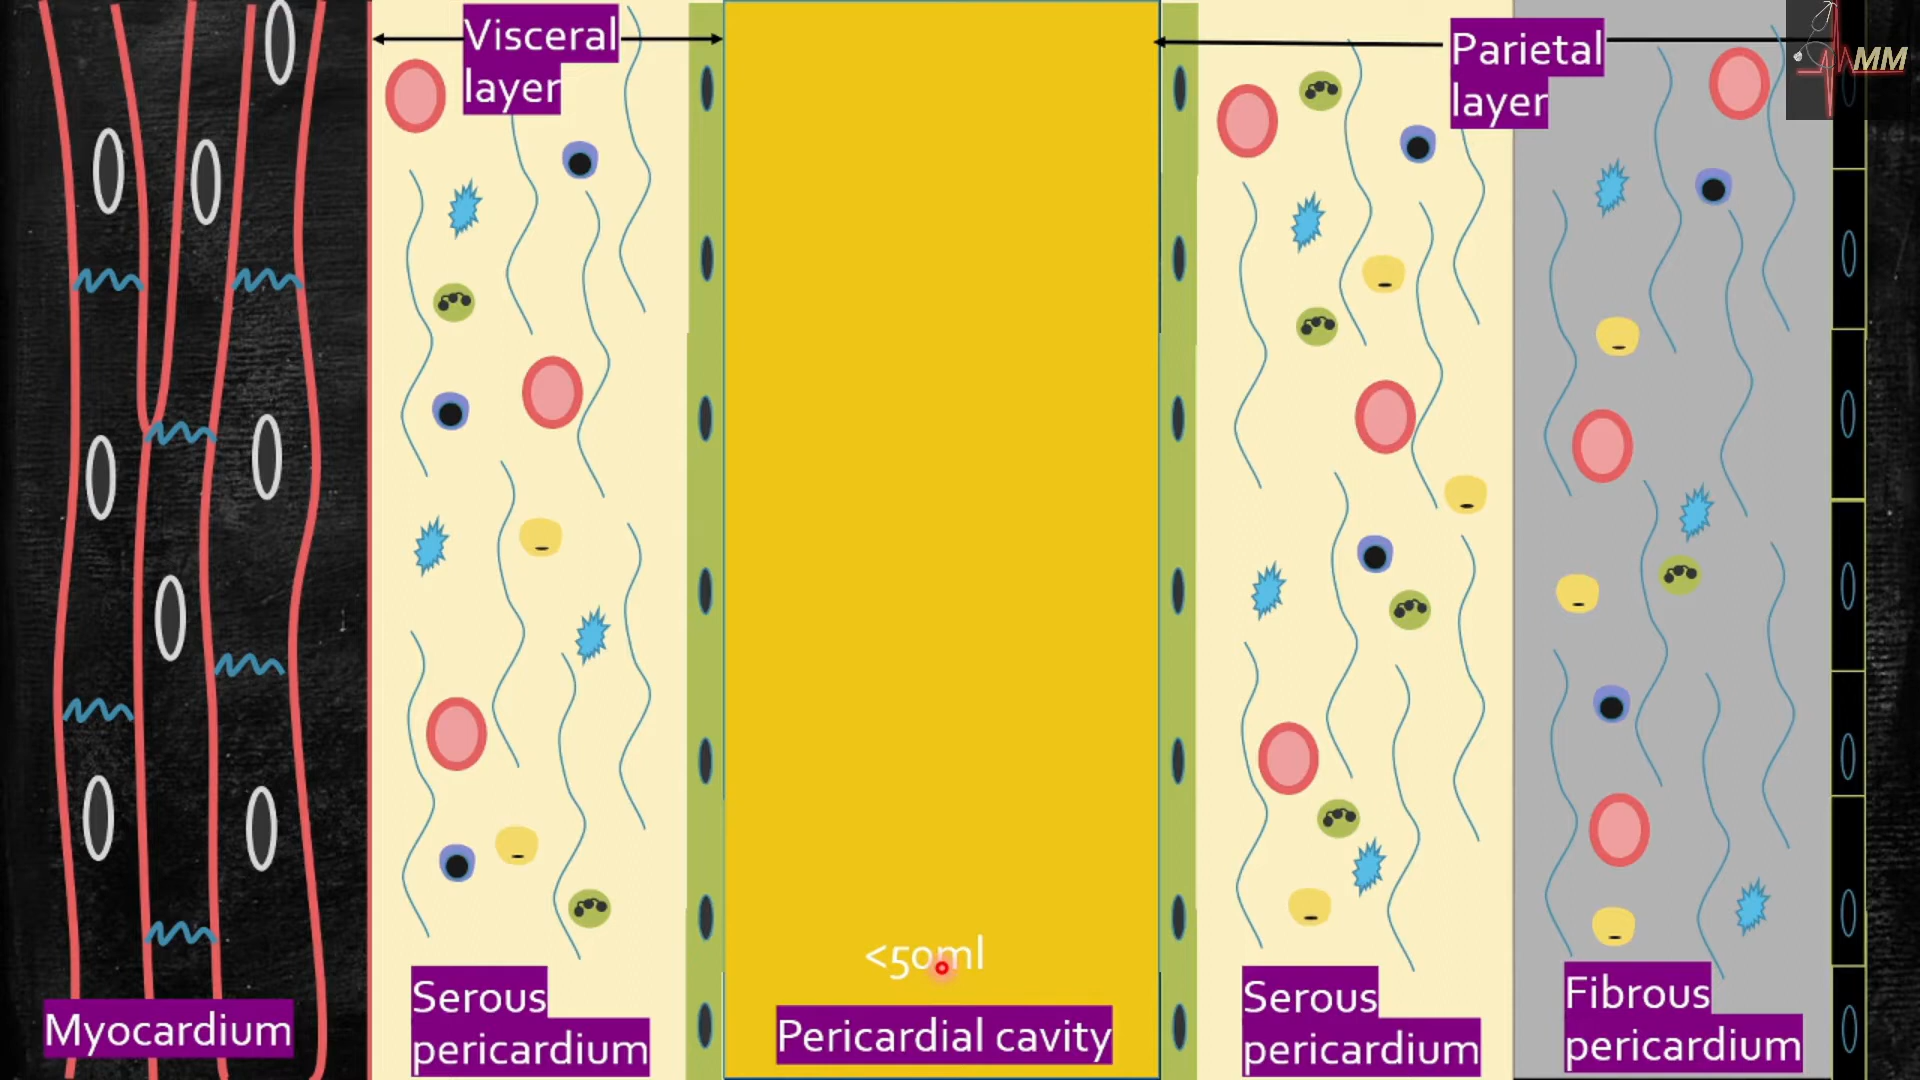 Visceral
layer
Parietal
layer
MM
<50ml
Myocardium
Serous
pericardium
Pericardial cavity
Serous
pericardium
Fibrous
pericardium